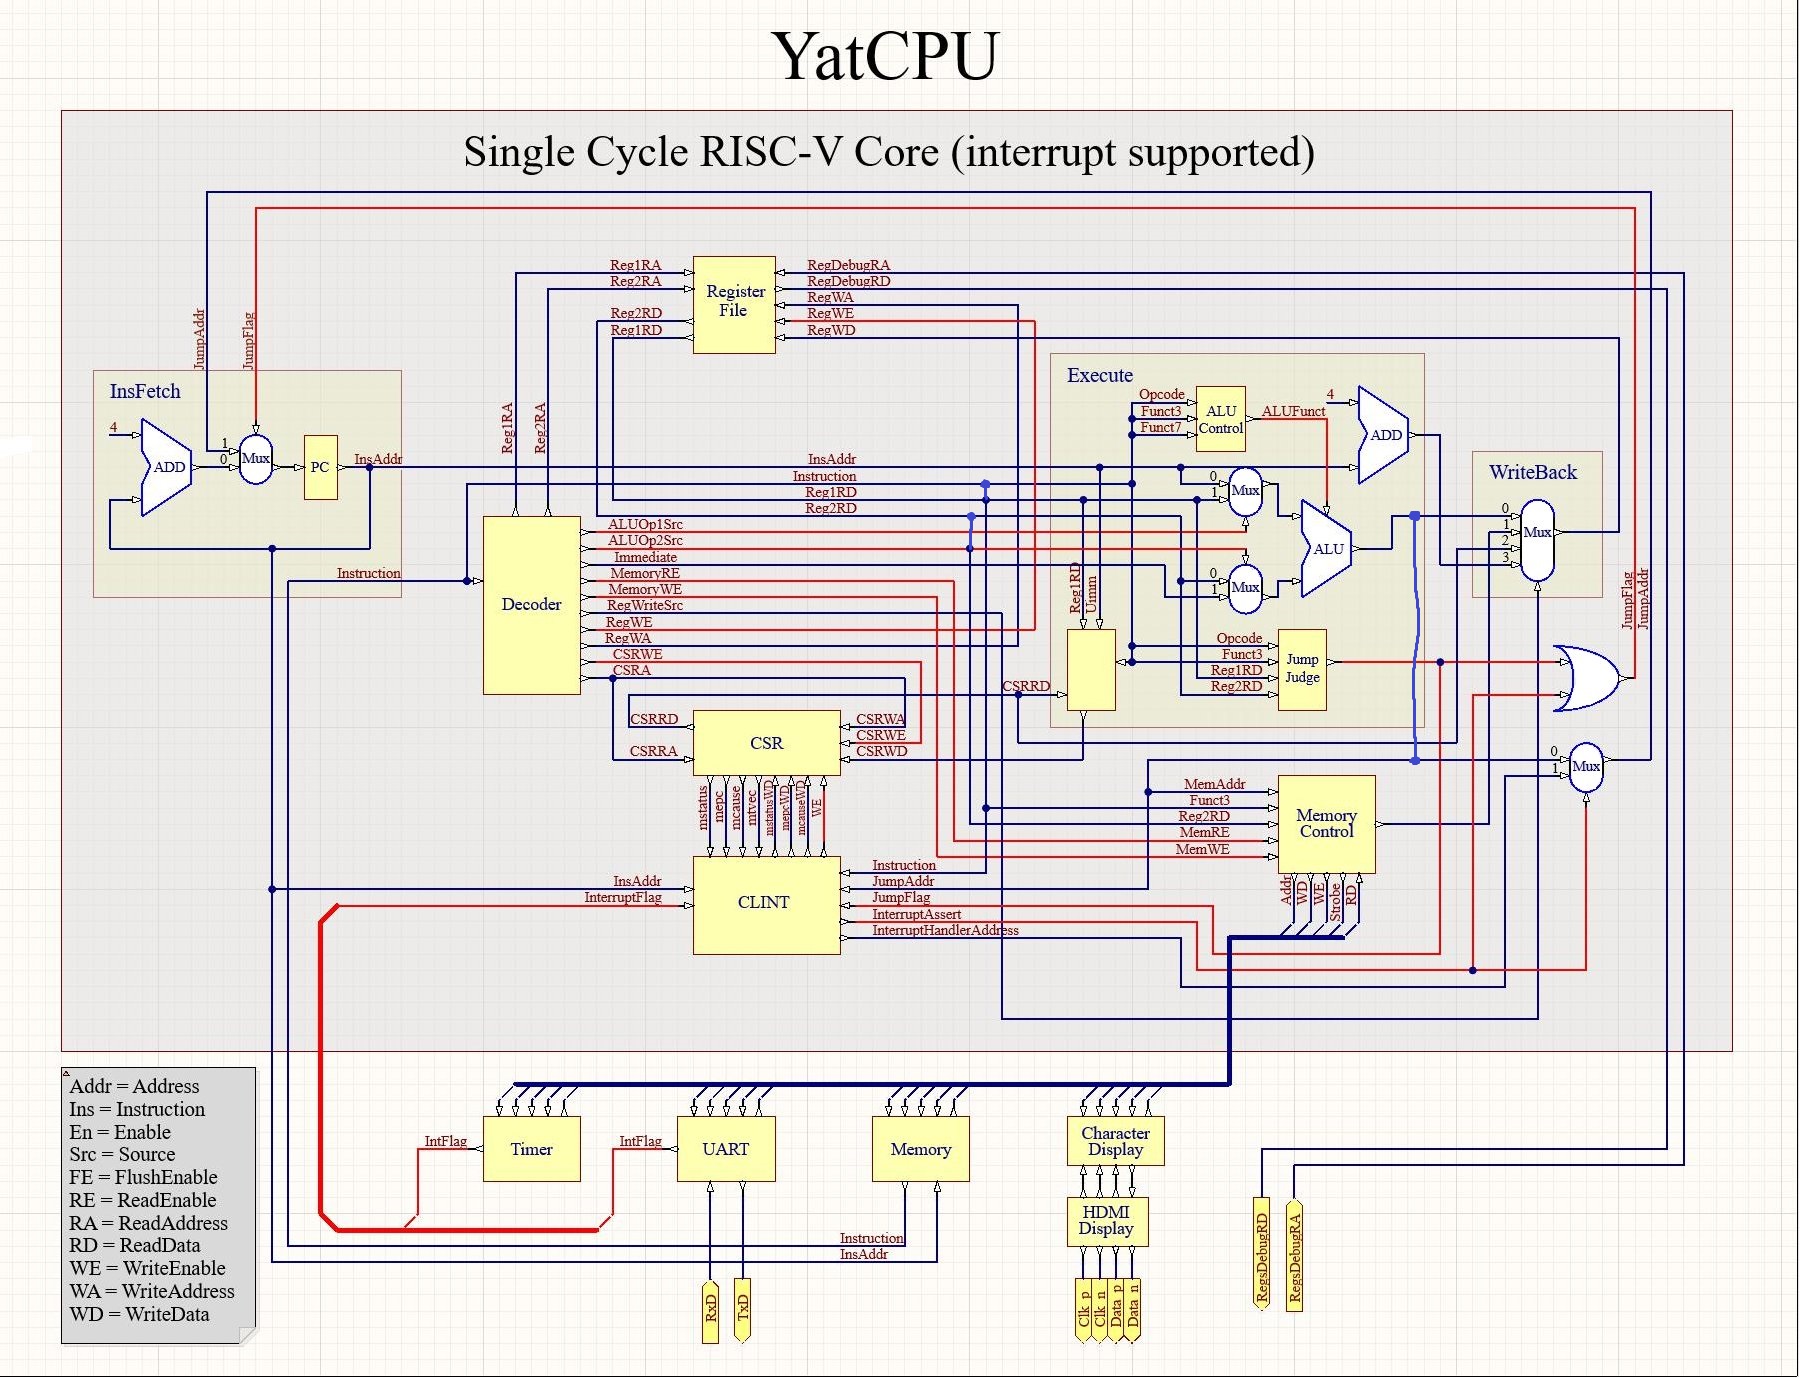 YatCPU
Single Cycle RISC-V Core (interrupt supported)
JumpAddr
JumpFlag
InsFetch
4
ADD
1
0
Mux
PC
InsAddr
Instruction
Reg1RA
Reg2RA
Reg2RD
Reg1RD
Register
File
RegDebugRA
RegDebugRD
RegWA
RegWE
RegWD
Reg1RA
Reg2RA
InsAddr
Instruction
Reg1RD
Reg2RD
Decoder
ALUOp1Src
ALUOp2Src
Immediate
MemoryRE
MemoryWE
RegWriteSrc
RegWE
RegWA
CSRWE
CSRA
Execute
Opcode
Funct3
Funct7
ALU
Control
ALUFunct
4
ADD
0
1
Mux
ALU
0
1
Mux
Reg1RD
Uimm
Opcode
Funct3
Reg1RD
Reg2RD
Jump
Judge
CSRRD
WriteBack
0
1
2
3
Mux
JumpFlag
JumpAddr
0
1
Mux
CSRRD
CSRRA
CSR
CSRWA
CSRWE
CSRWD
mstatus
mepc
mcause
mtvec
mstatusWD
mepcWD
mcauseWD
WE
MemAddr
Funct3
Reg2RD
MemRE
MemWE
Memory
Control
Addr
WD
WE
Strobe
RD
InsAddr
InterruptFlag
CLINT
Instruction
JumpAddr
JumpFlag
InterruptAssert
InterruptHandlerAddress
Addr = Address
Ins = Instruction
En = Enable
Src = Source
FE = FlushEnable
RE = ReadEnable
RA = ReadAddress
RD = ReadData
WE = WriteEnable
WA = WriteAddress
WD = WriteData
IntFlag
Timer
IntFlag
UART
Memory
Character
Display
HDMI
Display
Instruction
InsAddr
RxD
TxD
Clk_p
Clk_n
Data_p
Data_n
RegsDebugRD
RegsDebugRA